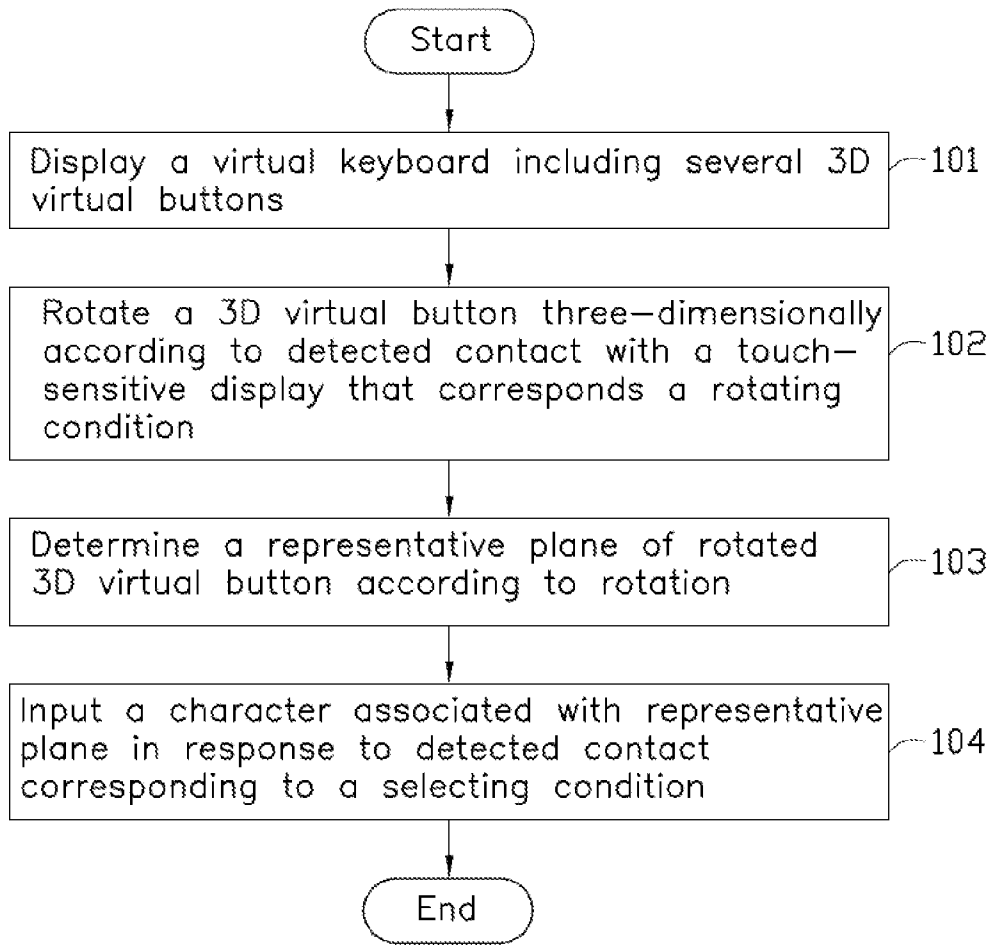 Start
Display a virtual keyboard including several 3D
virtual buttons
101
Rotate a 3D virtual button three-dimensionally
according to detected contact with a touch-
sensitive display that corresponds a rotating
condition
102
Determine a representative plane of rotated
3D virtual button according to rotation
103
Input a character associated with representative
plane in response to detected contact
corresponding to a selecting condition
104
End